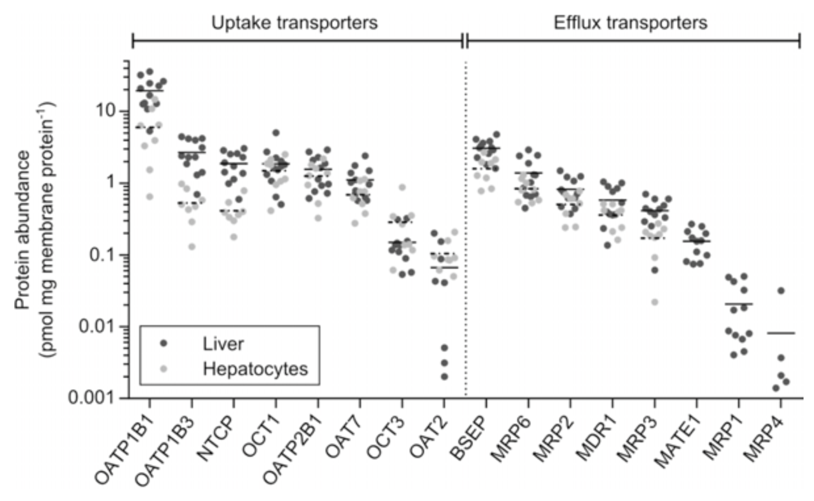 Uptake transporters
Efflux transporters
Protein abundance
(pmol mg membrane protein⁻¹)
10
1
0.1
0.01
0.001
Liver
Hepatocytes
OATP1B1
OATP1B3
NTCP
OCT1
OATP2B1
OAT7
OCT3
OAT2
BSEP
MRP6
MRP2
MDR1
MRP3
MATE1
MRP1
MRP4